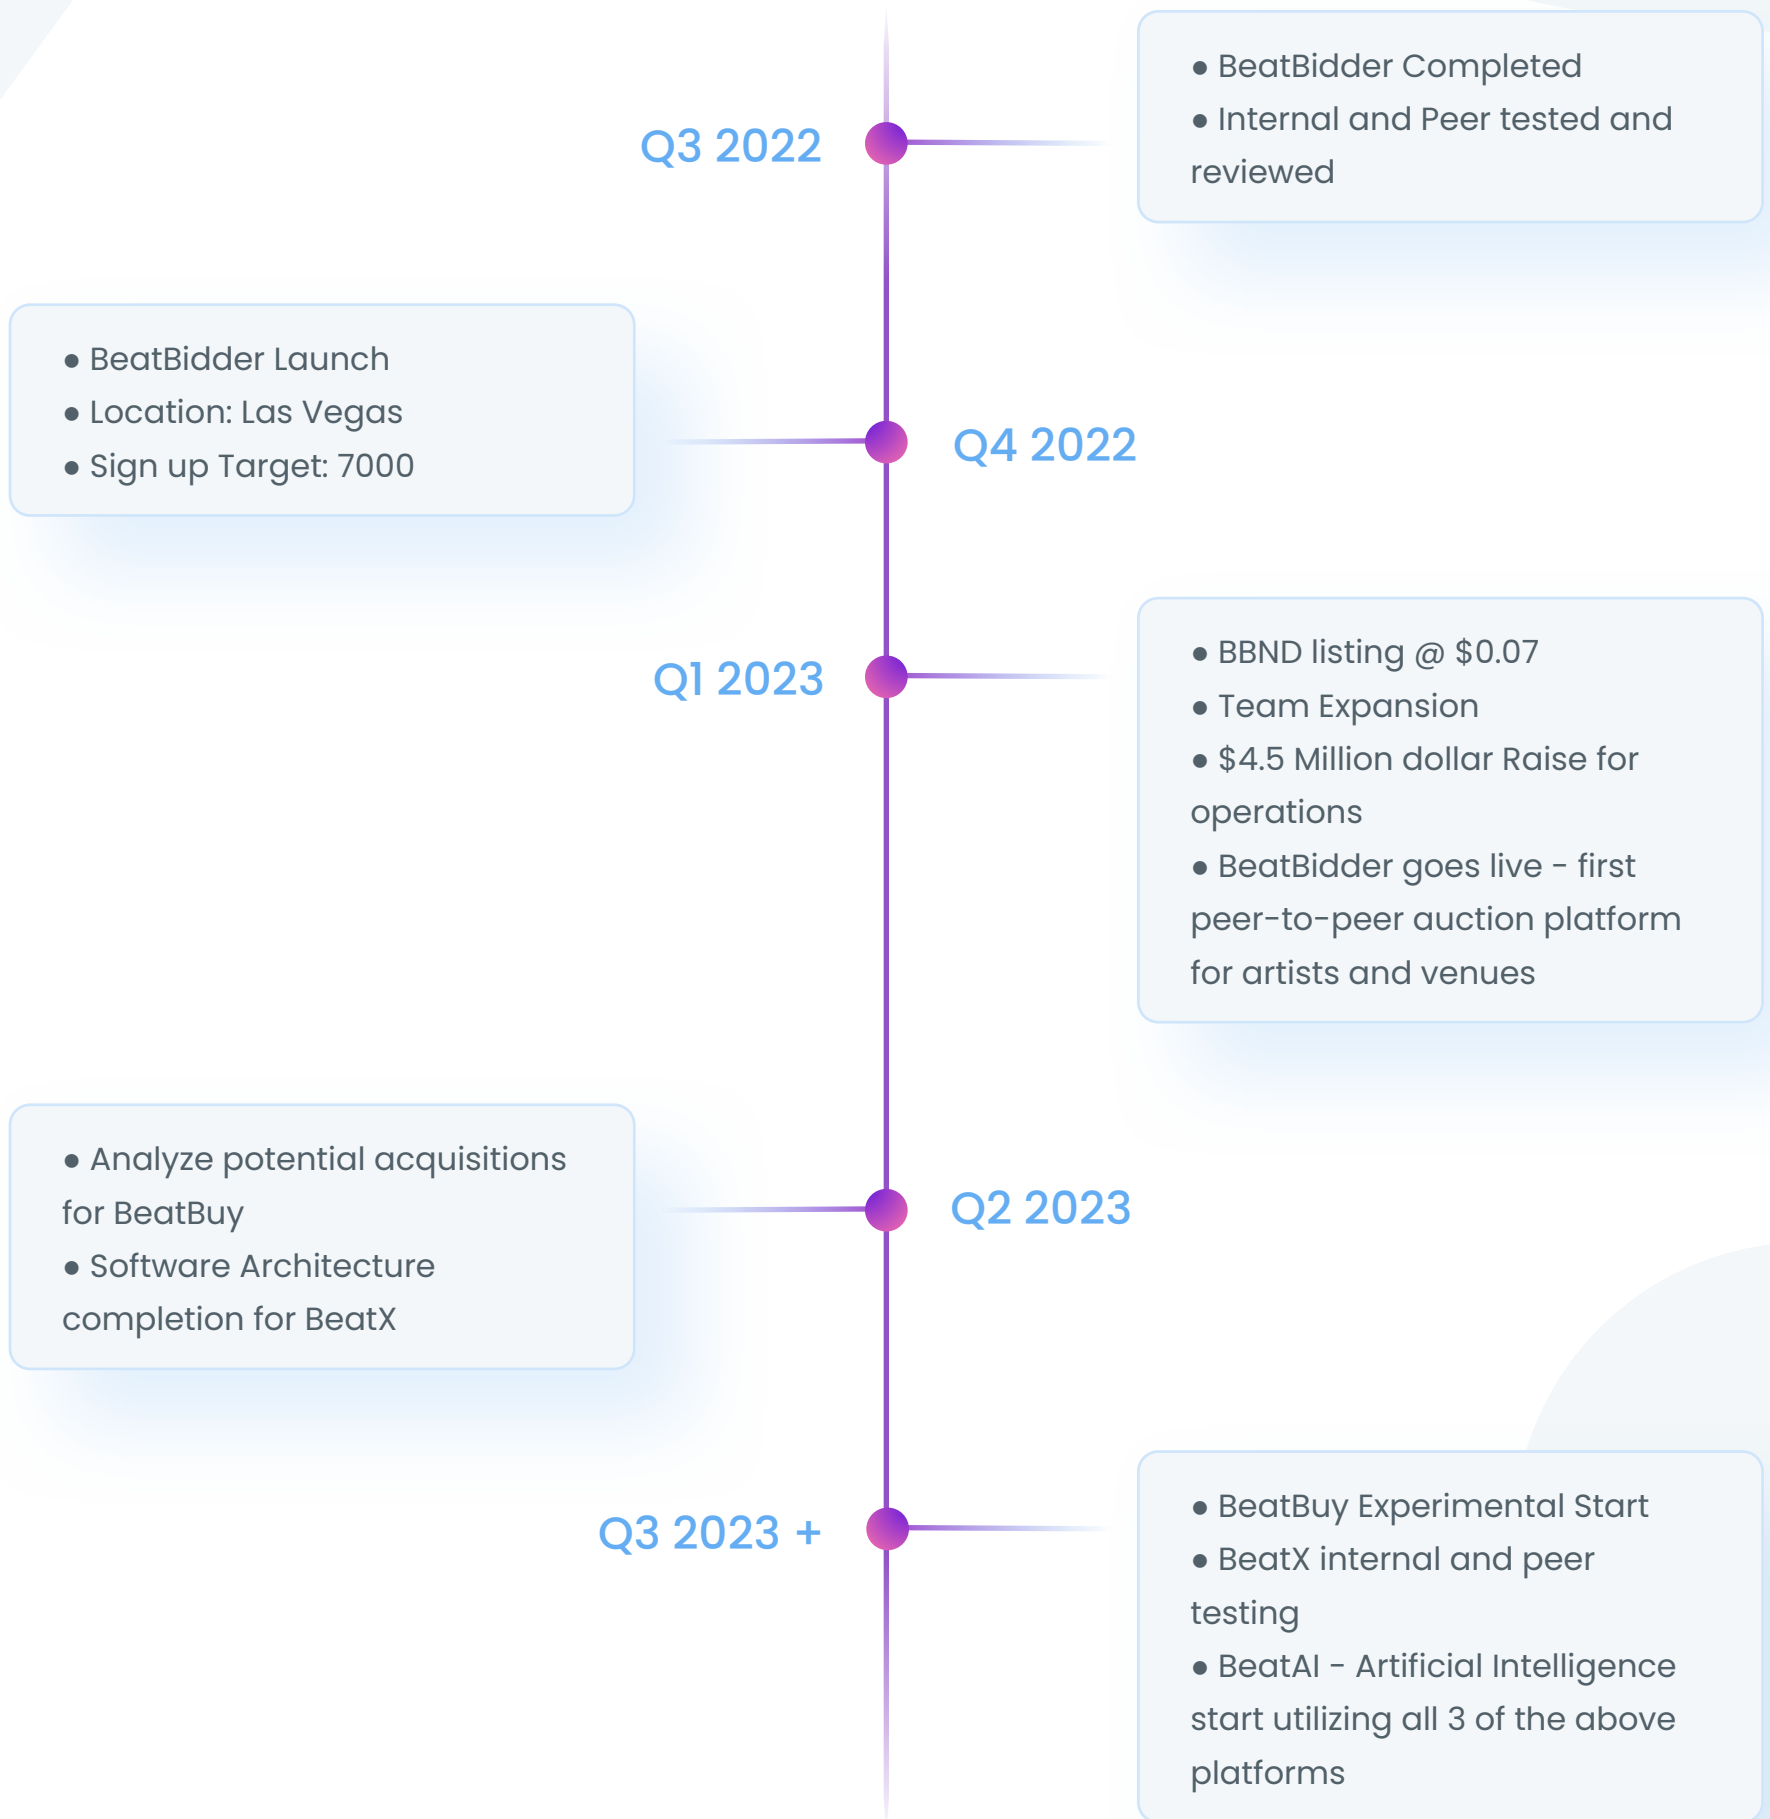 Q3 2022
● BeatBidder Completed
● Internal and Peer tested and
reviewed
● BeatBidder Launch
● Location: Las Vegas
● Sign up Target: 7000
Q4 2022
Q1 2023
● BBND listing @ $0.07
● Team Expansion
● $4.5 Million dollar Raise for
operations
● BeatBidder goes live - first
peer-to-peer auction platform
for artists and venues
● Analyze potential acquisitions
for BeatBuy
● Software Architecture
completion for BeatX
Q2 2023
Q3 2023 +
● BeatBuy Experimental Start
● BeatX internal and peer
testing
● BeatAI - Artificial Intelligence
start utilizing all 3 of the above
platforms